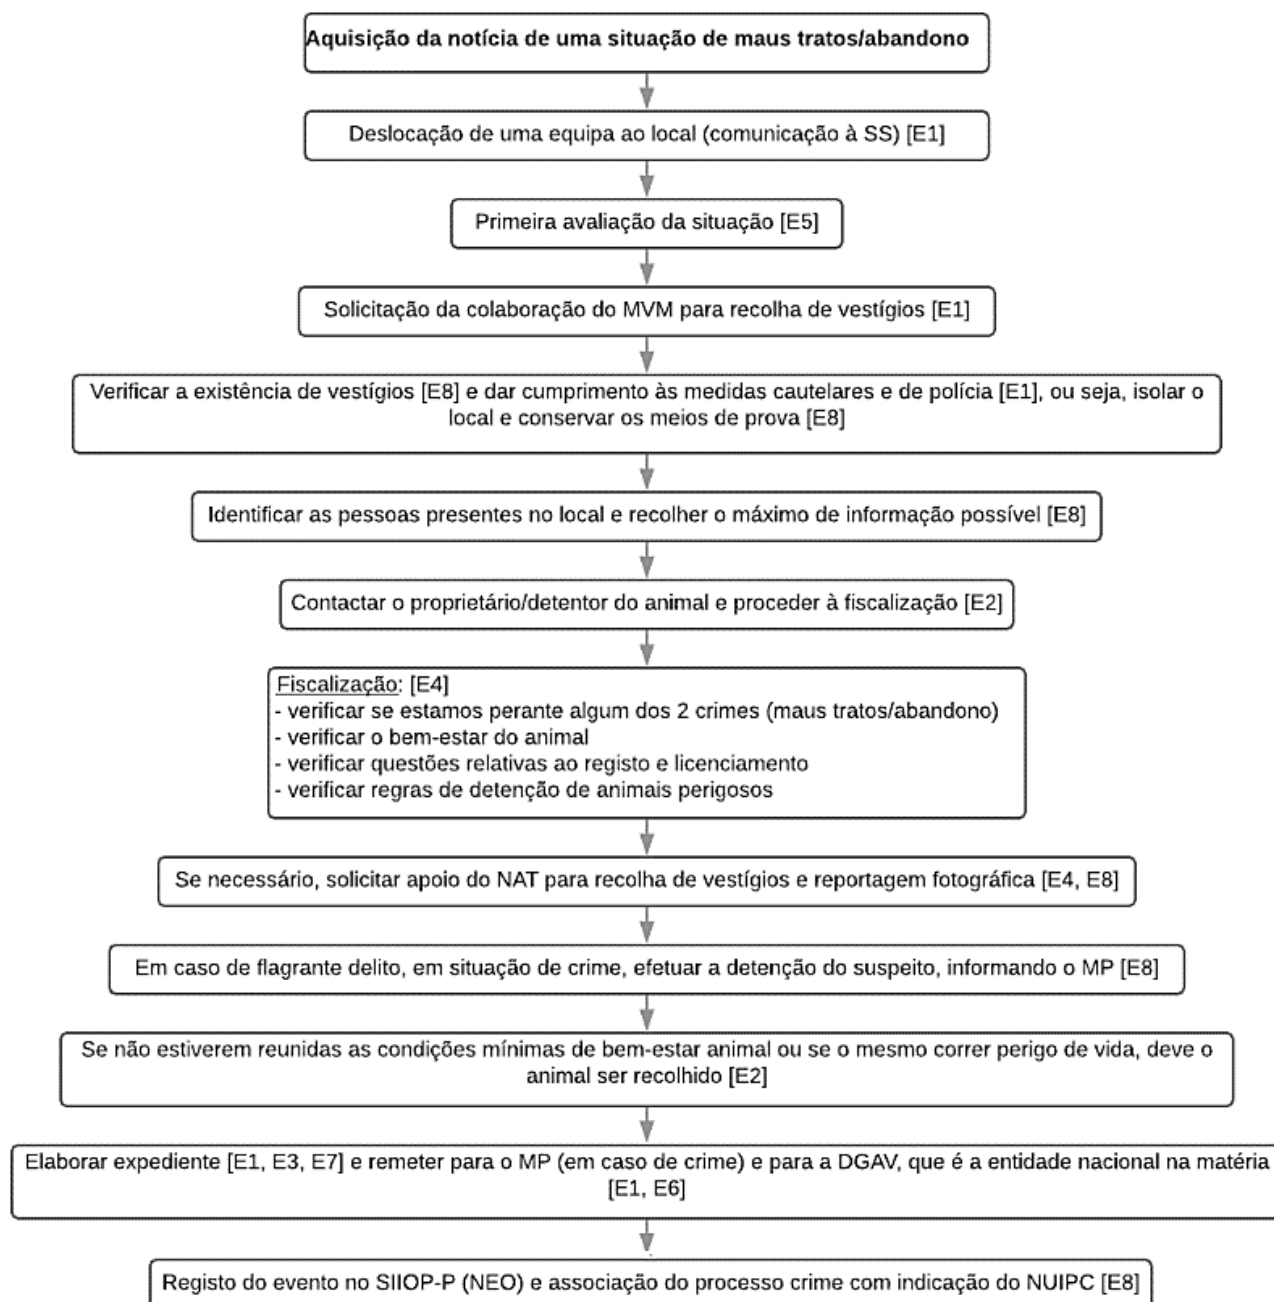 Aquisição da notícia de uma situação de maus tratos/abandono
Deslocação de uma equipa ao local (comunicação à SS) [E1]
Primeira avaliação da situação [E5]
Solicitação da colaboração do MVM para recolha de vestígios [E1]
Verificar a existência de vestígios [E8] e dar cumprimento às medidas cautelares e de polícia [E1], ou seja, isolar o
local e conservar os meios de prova [E8]
Identificar as pessoas presentes no local e recolher o máximo de informação possível [E8]
Contactar o proprietário/detentor do animal e proceder à fiscalização [E2]
Fiscalização: [E4]
- verificar se estamos perante algum dos 2 crimes (maus tratos/abandono)
- verificar o bem-estar do animal
- verificar questões relativas ao registo e licenciamento
- verificar regras de detenção de animais perigosos
Se necessário, solicitar apoio do NAT para recolha de vestígios e reportagem fotográfica [E4, E8]
Em caso de flagrante delito, em situação de crime, efetuar a detenção do suspeito, informando o MP [E8]
Se não estiverem reunidas as condições mínimas de bem-estar animal ou se o mesmo correr perigo de vida, deve o
animal ser recolhido [E2]
Elaborar expediente [E1, E3, E7] e remeter para o MP (em caso de crime) e para a DGAV, que é a entidade nacional na matéria
[E1, E6]
Registo do evento no SIIOP-P (NEO) e associação do processo crime com indicação do NUIPC [E8]